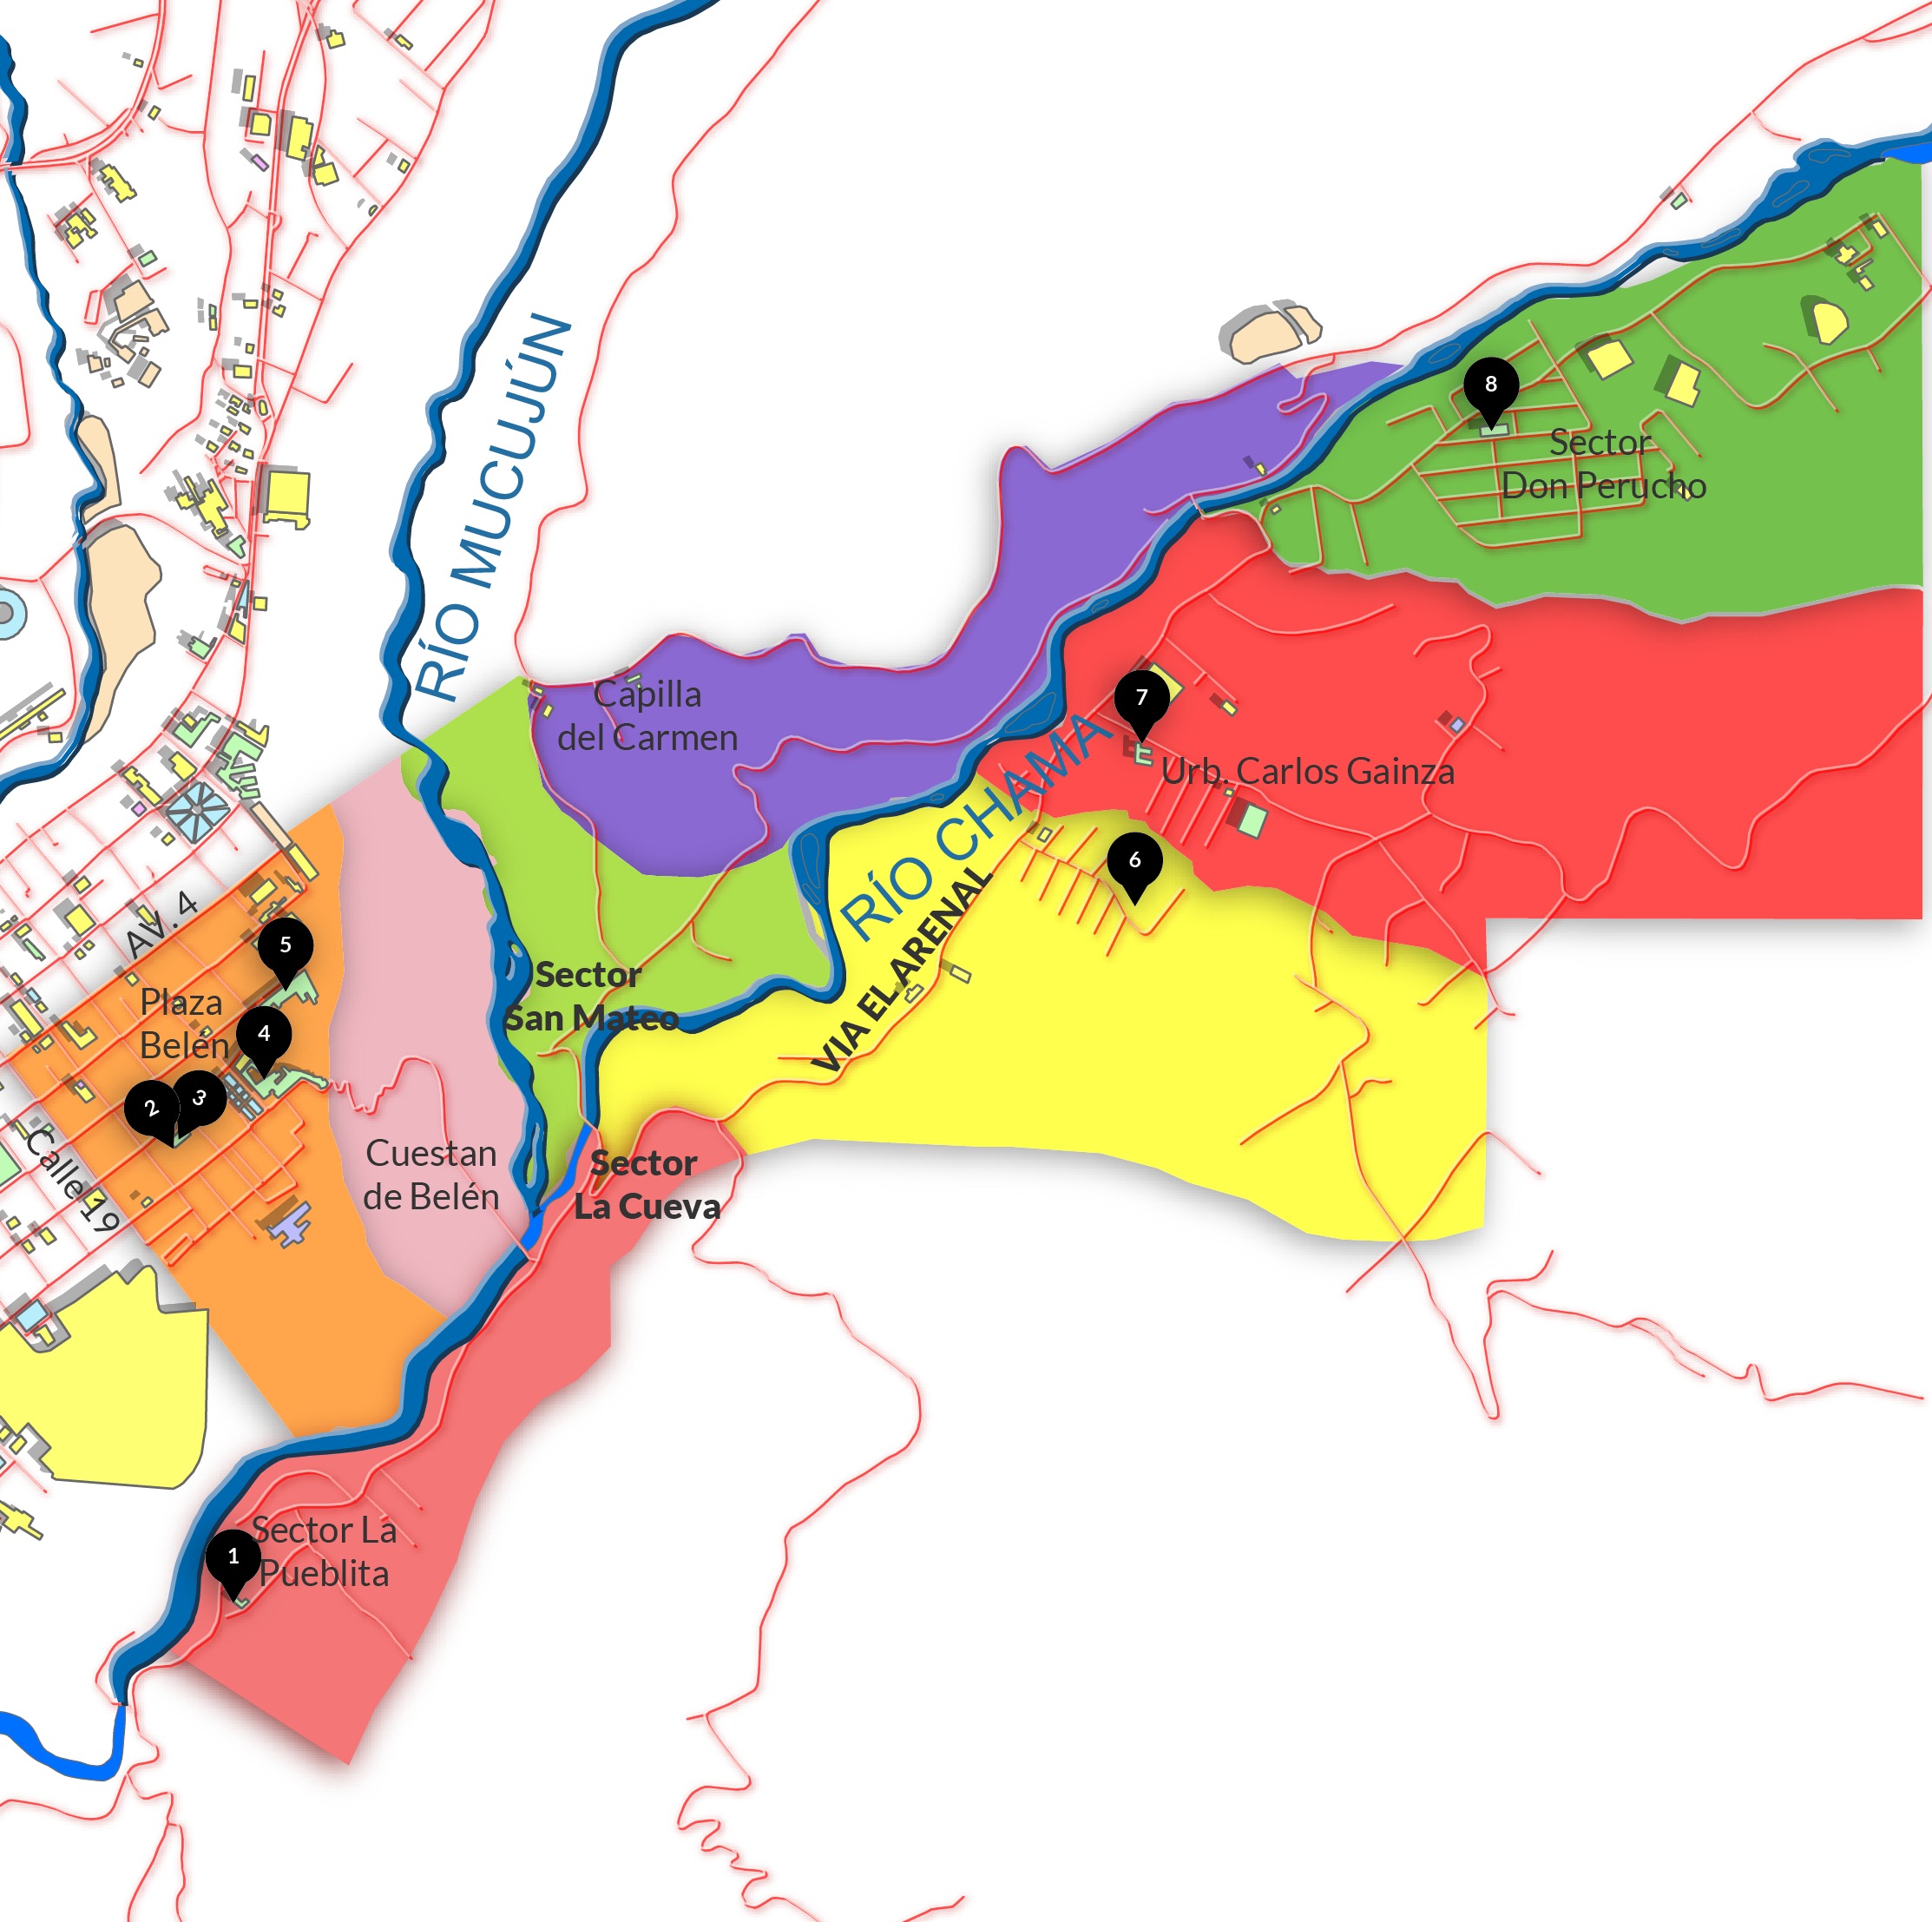 RÍO MUCUJÚN
8
Sector
Don Perucho
Capilla
del Carmen
7
Urb. Carlos Gainza
RÍO CHAMA
6
VIA EL ARENAL
AV. 4
5
Sector
San Mateo
Plaza
Belén
4
2
3
Calle 19
Cuestan
de Belén
Sector
La Cueva
Sector La
Pueblita
1